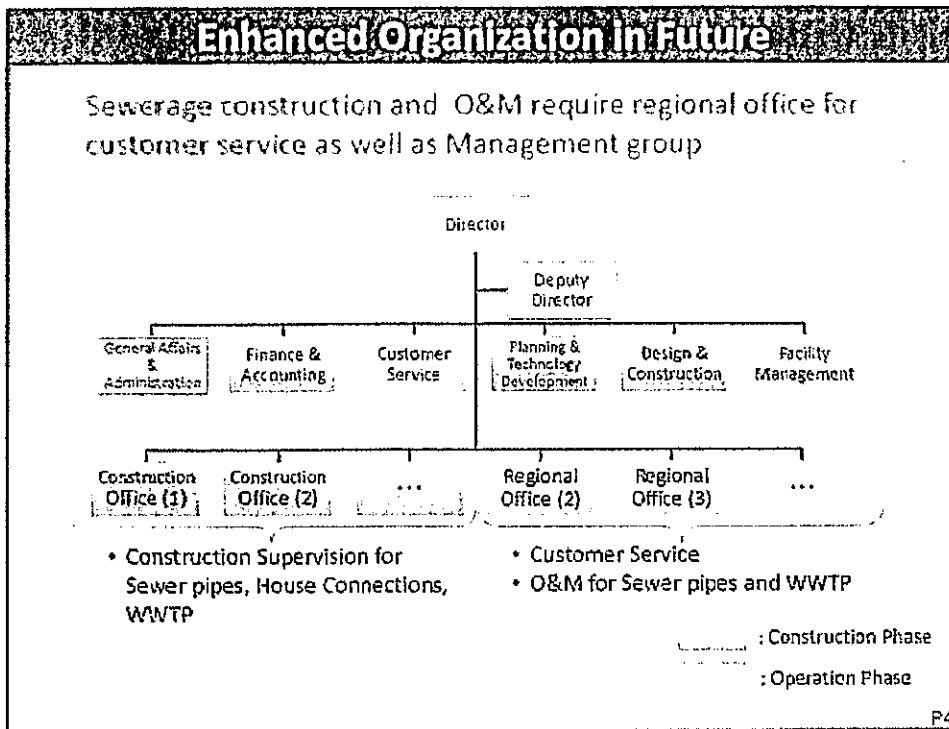 Enhanced Organization in Future
Sewerage construction and O&M require regional office for
customer service as well as Management group
Director
Deputy
Director
General Affairs
&
Administration
Finance &
Accounting
Customer
Service
Planning &
Technology
Development
Design &
Construction
Facility
Management
Construction
Office (1)
Construction
Office (2)
...
Regional
Office (2)
Regional
Office (3)
...
• Construction Supervision for
Sewer pipes, House Connections,
WWTP
• Customer Service
• O&M for Sewer pipes and WWTP
: Construction Phase
: Operation Phase
P4